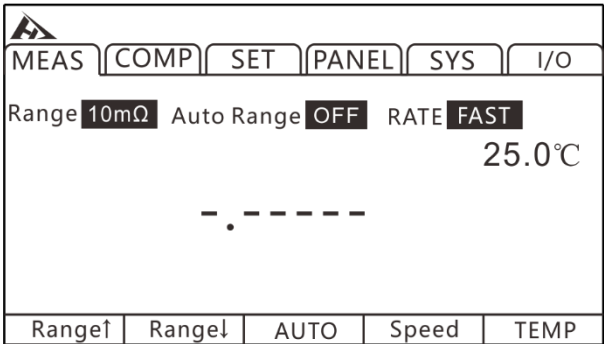 MEAS COMP SET PANEL SYS I/O
Range 10mΩ Auto Range OFF RATE FAST
25.0℃
-.-----
Range↑ Range↓ AUTO Speed TEMP